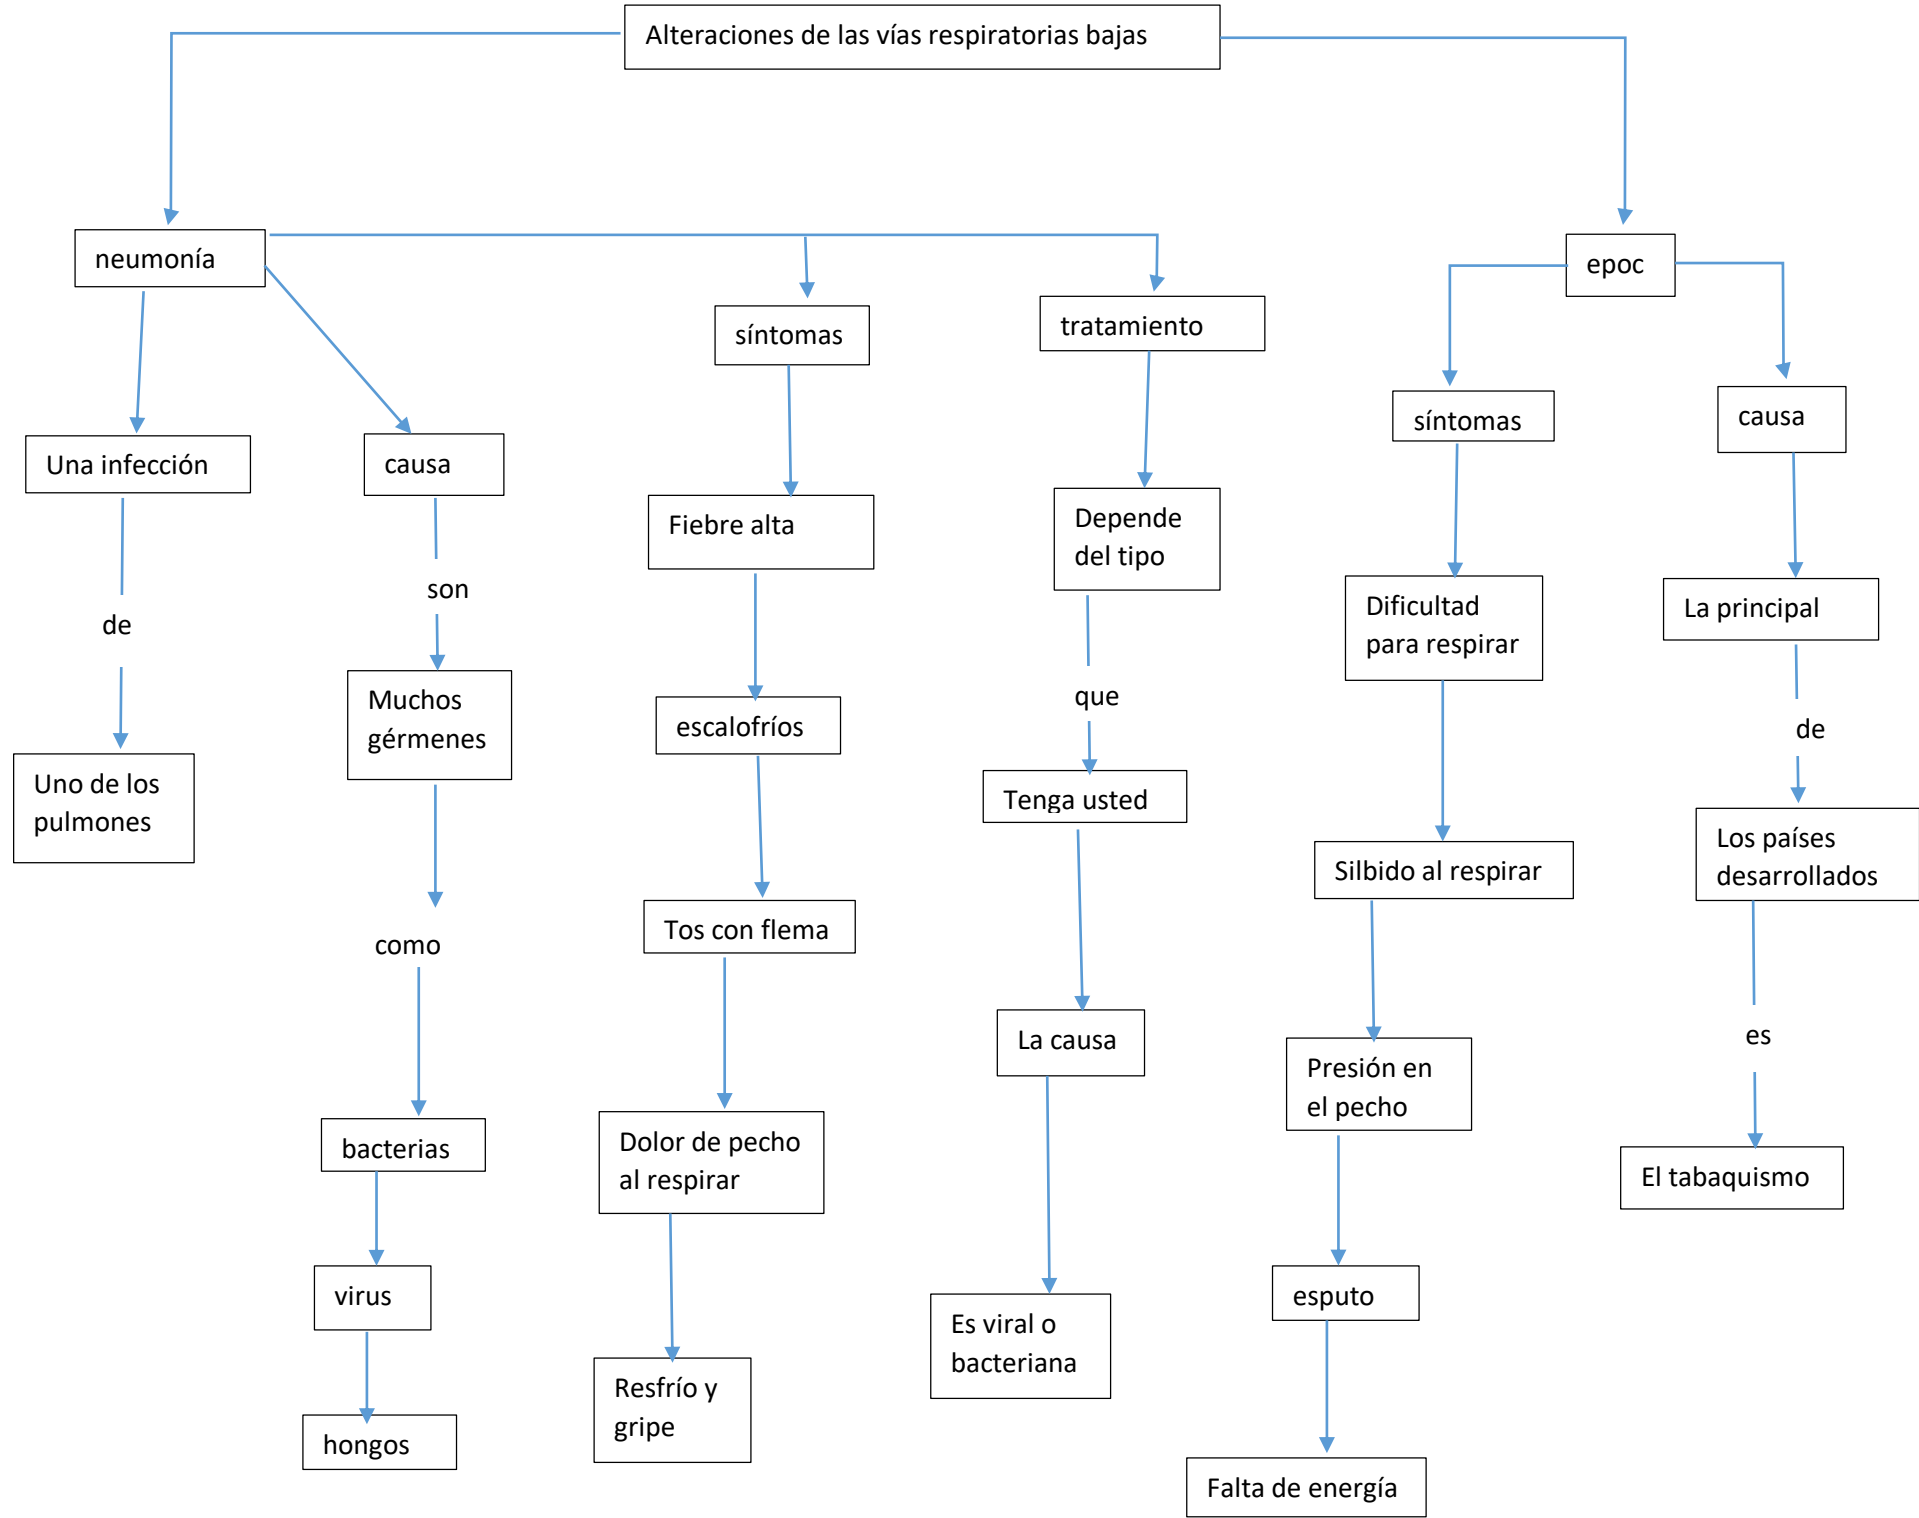 Alteraciones de las vías respiratorias bajas
neumonía
Una infección
de
Uno de los
pulmones
causa
son
Muchos
gérmenes
como
bacterias
virus
hongos
síntomas
Fiebre alta
escalofríos
Tos con flema
Dolor de pecho
al respirar
Resfrío y
gripe
tratamiento
Depende
del tipo
que
Tenga usted
La causa
Es viral o
bacteriana
epoc
síntomas
Dificultad
para respirar
Silbido al respirar
Presión en
el pecho
esputo
Falta de energía
causa
La principal
de
Los países
desarrollados
es
El tabaquismo